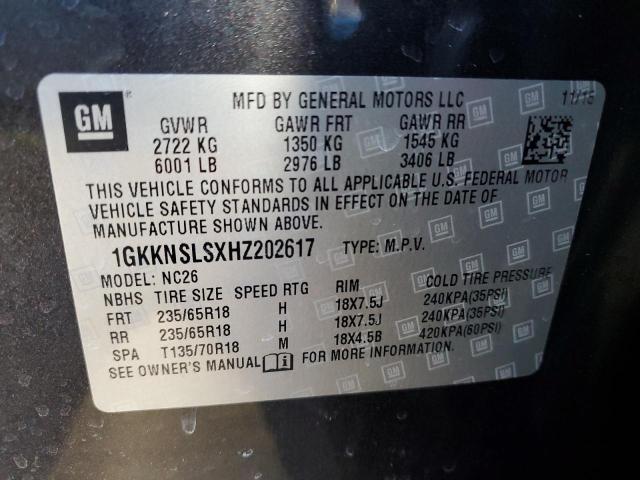 GM ®
MFD BY GENERAL MOTORS LLC 11/15
GVWR GAWR FRT GAWR RR
2722 KG 1350 KG 1545 KG
6001 LB 2976 LB 3406 LB
THIS VEHICLE CONFORMS TO ALL APPLICABLE U.S. FEDERAL MOTOR
VEHICLE SAFETY STANDARDS IN EFFECT ON THE DATE OF
MANUFACTURE SHOWN ABOVE.
1GKKNSLSXHZ202617 TYPE: M.P.V.
MODEL: NC26
NBHS TIRE SIZE SPEED RTG RIM COLD TIRE PRESSURE
FRT 235/65R18 H 18X7.5J 240KPA(35PSI)
RR 235/65R18 H 18X7.5J 240KPA(35PSI)
SPA T135/70R18 M 18X4.5B 420KPA(60PSI)
SEE OWNER'S MANUAL i FOR MORE INFORMATION.